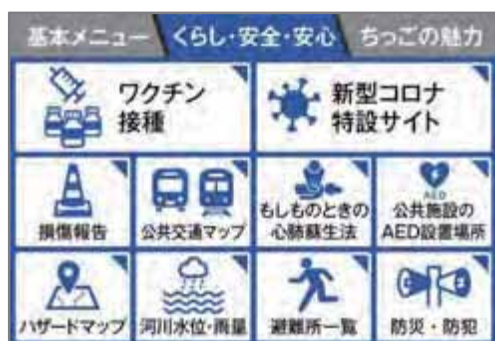 基本メニュー
くらし・安全・安心
ちっごの魅力
ワクチン
接種
新型コロナ
特設サイト
損傷報告
公共交通マップ
もしものときの
心肺蘇生法
AED
公共施設の
AED設置場所
ハザードマップ
河川水位・雨量
避難所一覧
防災・防犯